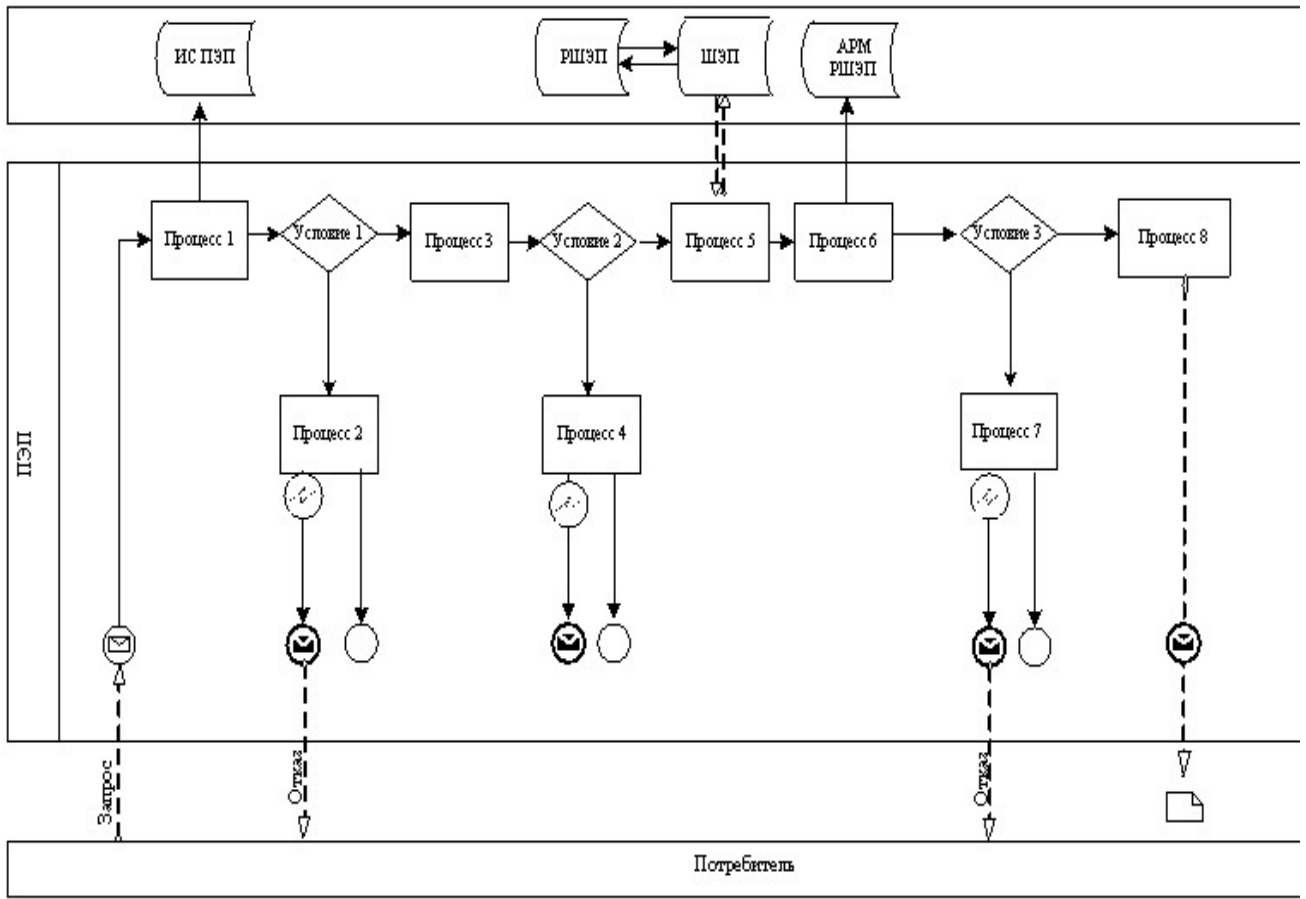 ИС ПЭП
РШЭП
ШЭП
АРМ
РШЭП
ПЭП
Процесс 1
Условие 1
Процесс 3
Условие 2
Процесс 5
Процесс 6
Условие 3
Процесс 8
Процесс 2
Процесс 4
Процесс 7
Запрос
Отказ
Отказ
Потребитель